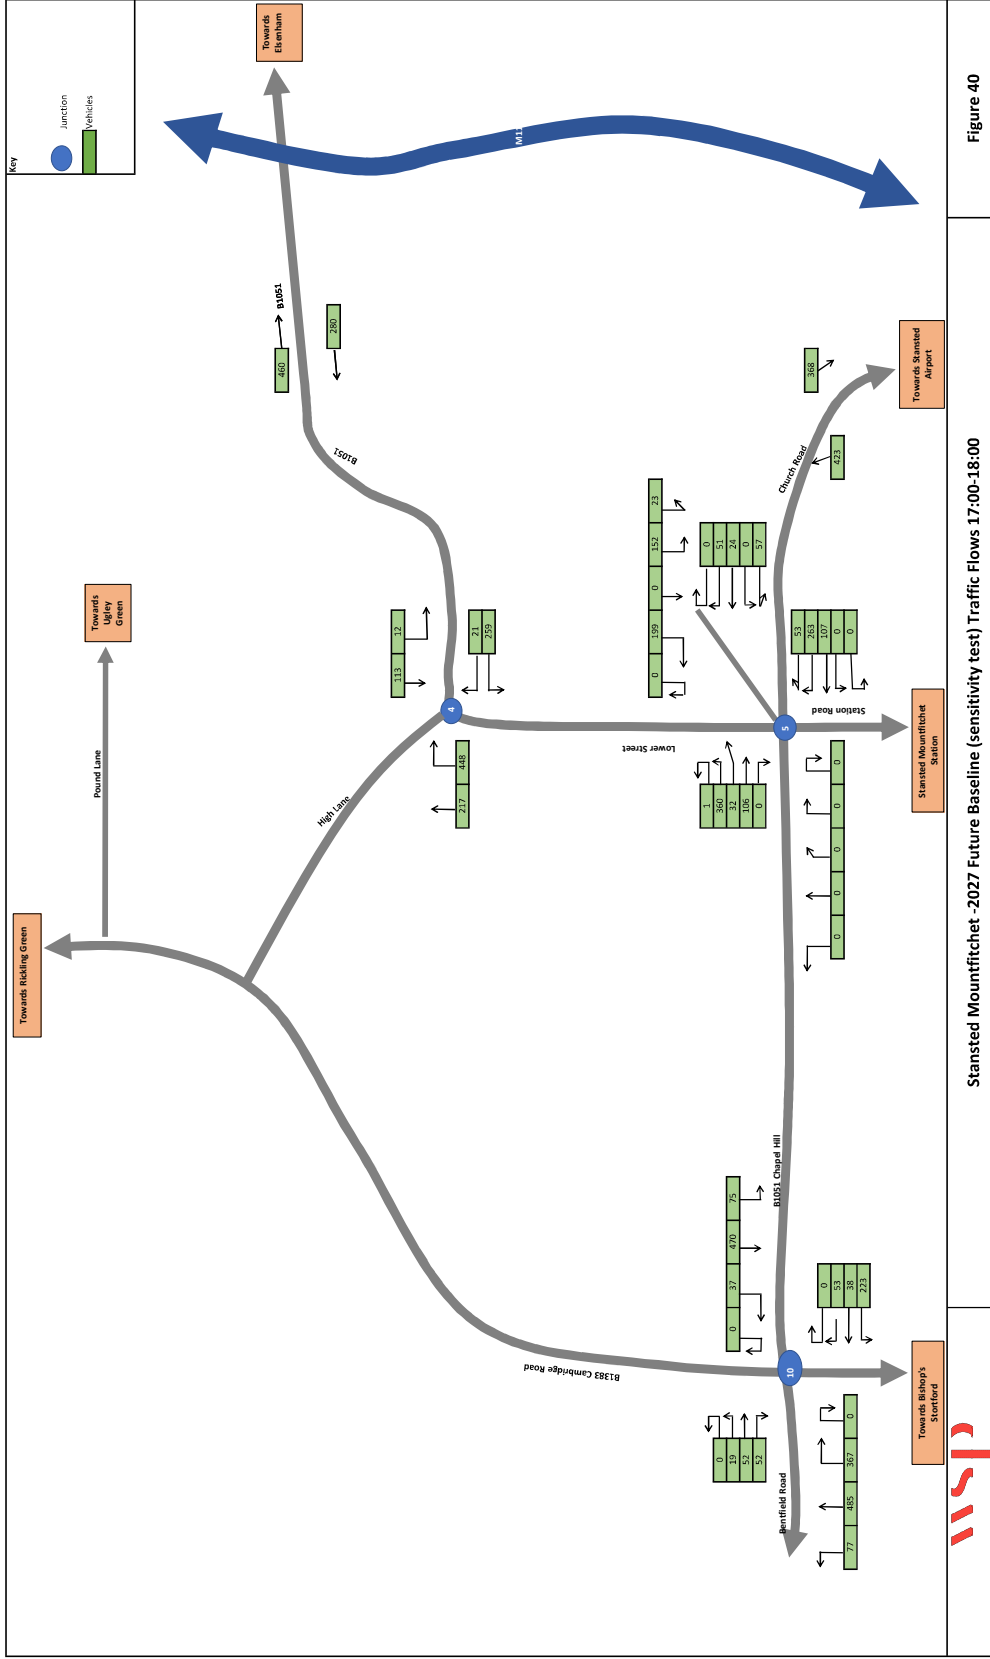 Key
Junction
Vehicles
Towards
Elsenham
M11
B1051
460
280
B1051
Towards
Ugley
Green
Pound Lane
Towards Rickling Green
High Lane
113
12
21
259
4
217
448
Lower Street
0
199
0
152
23
0
51
24
0
57
Church Road
368
423
Towards Stansted
Airport
53
263
107
0
0
Station Road
5
1
360
32
106
0
0
0
0
0
0
Stansted Mountfitchet
Station
B1051 Chapel Hill
0
37
470
75
0
53
38
223
10
B1383 Cambridge Road
0
19
52
52
Bentfield Road
77
485
367
0
Towards Bishop's
Stortford
wsp
Stansted Mountfitchet -2027 Future Baseline (sensitivity test) Traffic Flows 17:00-18:00
Figure 40